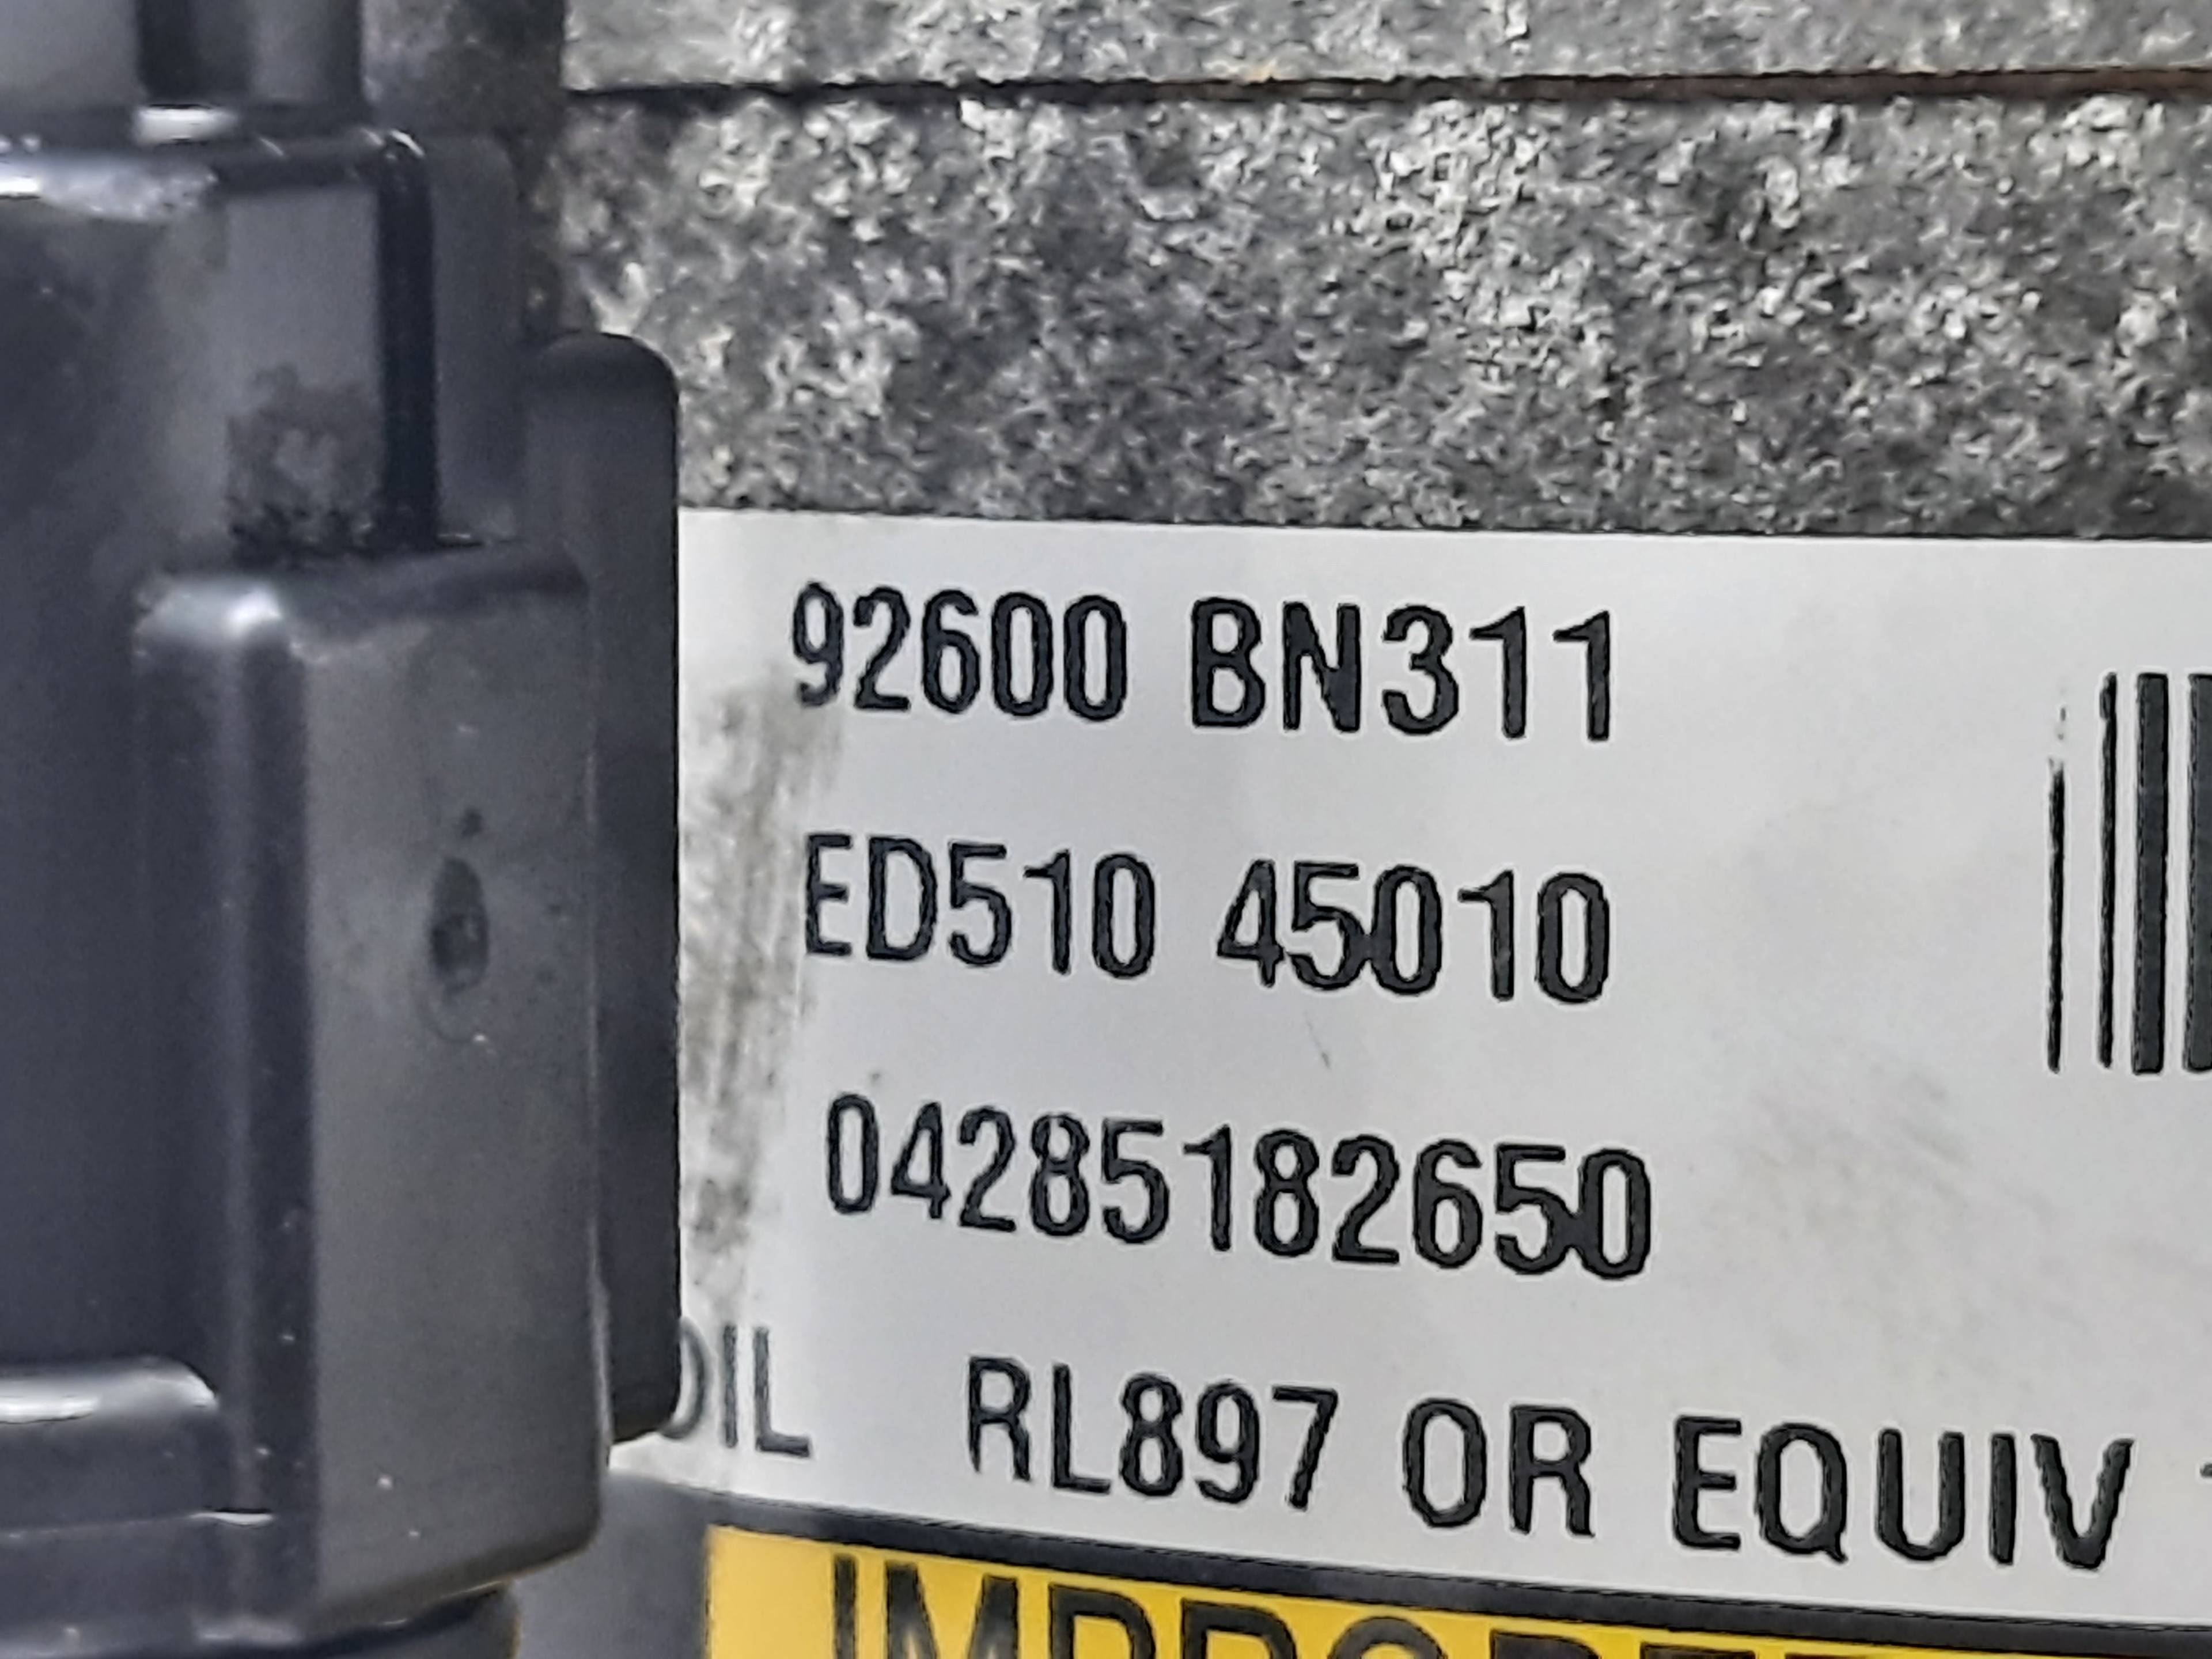 92600 BN311
ED510 45010
04285182650
OIL RL897 OR EQUIV